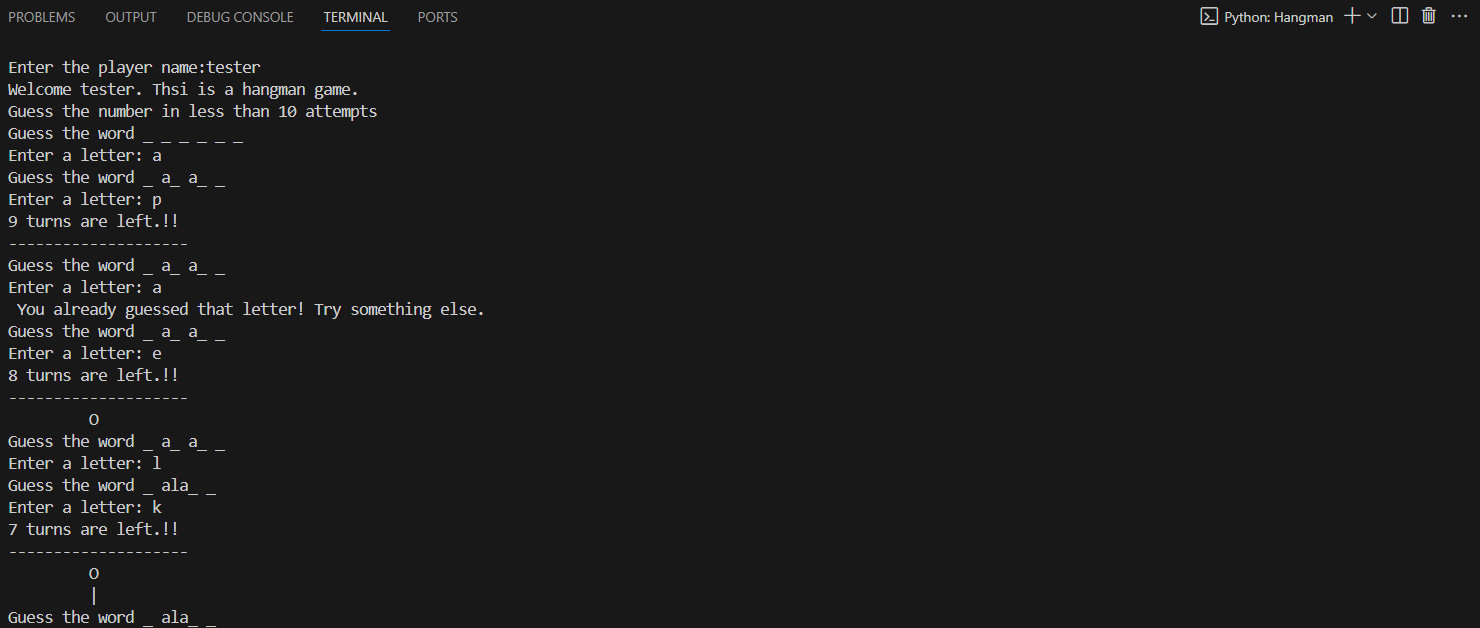 PROBLEMS OUTPUT DEBUG CONSOLE TERMINAL PORTS Python: Hangman
Enter the player name:tester
Welcome tester. Thsi is a hangman game.
Guess the number in less than 10 attempts
Guess the word _ _ _ _ _ _
Enter a letter: a
Guess the word _ a_ a_ _
Enter a letter: p
9 turns are left.!!
--------------------
Guess the word _ a_ a_ _
Enter a letter: a
 You already guessed that letter! Try something else.
Guess the word _ a_ a_ _
Enter a letter: e
8 turns are left.!!
--------------------
         O
Guess the word _ a_ a_ _
Enter a letter: l
Guess the word _ ala_ _
Enter a letter: k
7 turns are left.!!
--------------------
         O
         |
Guess the word _ ala_ _